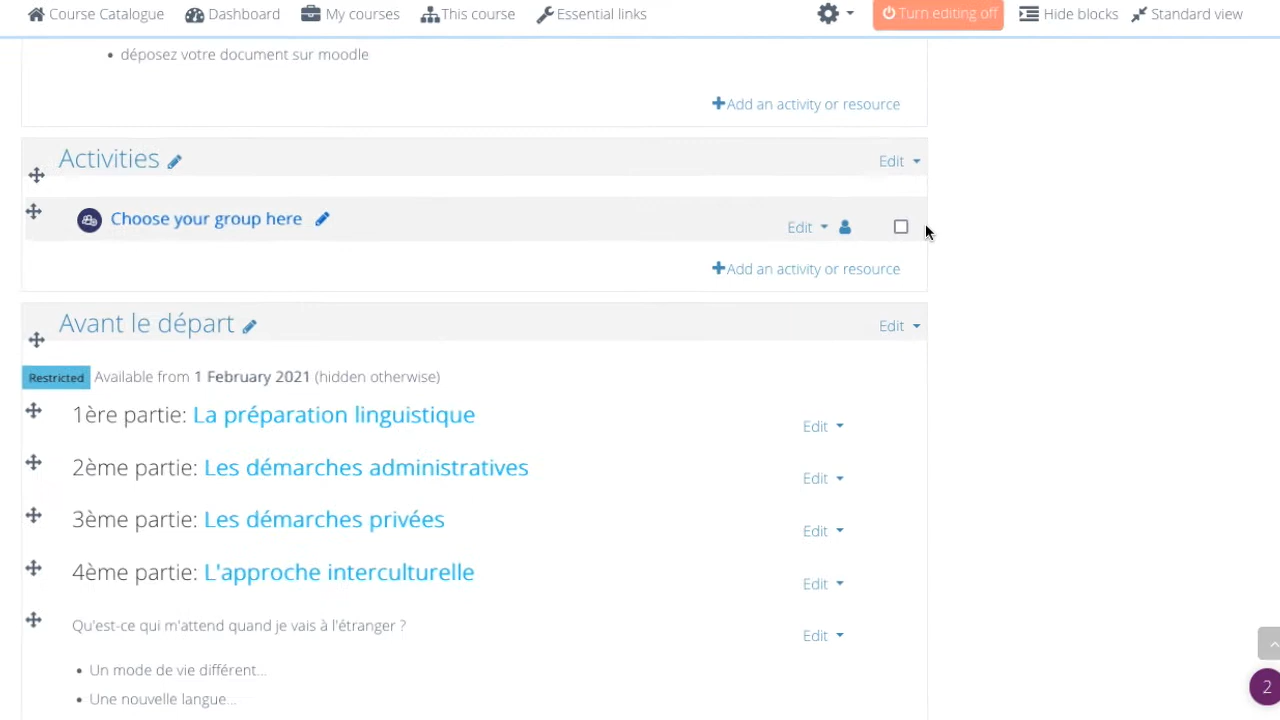 Course Catalogue Dashboard My courses This course Essential links Turn editing off Hide blocks Standard view
déposez votre document sur moodle
Add an activity or resource
Activities Edit
Choose your group here Edit
Add an activity or resource
Avant le départ Edit
Restricted Available from 1 February 2021 (hidden otherwise)
1ère partie: La préparation linguistique Edit
2ème partie: Les démarches administratives Edit
3ème partie: Les démarches privées Edit
4ème partie: L'approche interculturelle Edit
Qu'est-ce qui m'attend quand je vais à l'étranger ? Edit
Un mode de vie différent...
Une nouvelle langue...
2